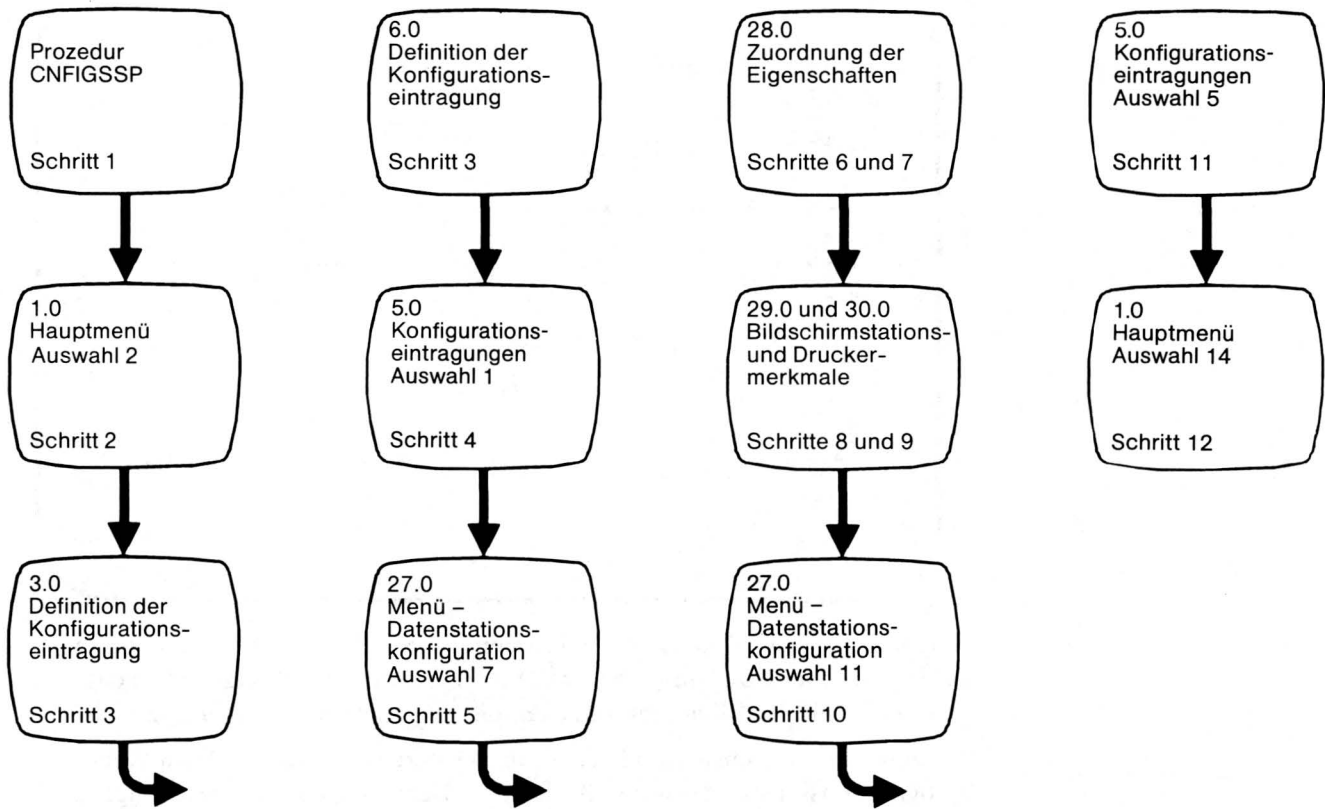 Prozedur
CNFIGSSP
Schritt 1
1.0
Hauptmenü
Auswahl 2
Schritt 2
3.0
Definition der
Konfigurations-
eintragung
Schritt 3
6.0
Definition der
Konfigurations-
eintragung
Schritt 3
5.0
Konfigurations-
eintragungen
Auswahl 1
Schritt 4
27.0
Menü –
Datenstations-
konfiguration
Auswahl 7
Schritt 5
28.0
Zuordnung der
Eigenschaften
Schritte 6 und 7
29.0 und 30.0
Bildschirmstations-
und Drucker-
merkmale
Schritte 8 und 9
27.0
Menü –
Datenstations-
konfiguration
Auswahl 11
Schritt 10
5.0
Konfigurations-
eintragungen
Auswahl 5
Schritt 11
1.0
Hauptmenü
Auswahl 14
Schritt 12